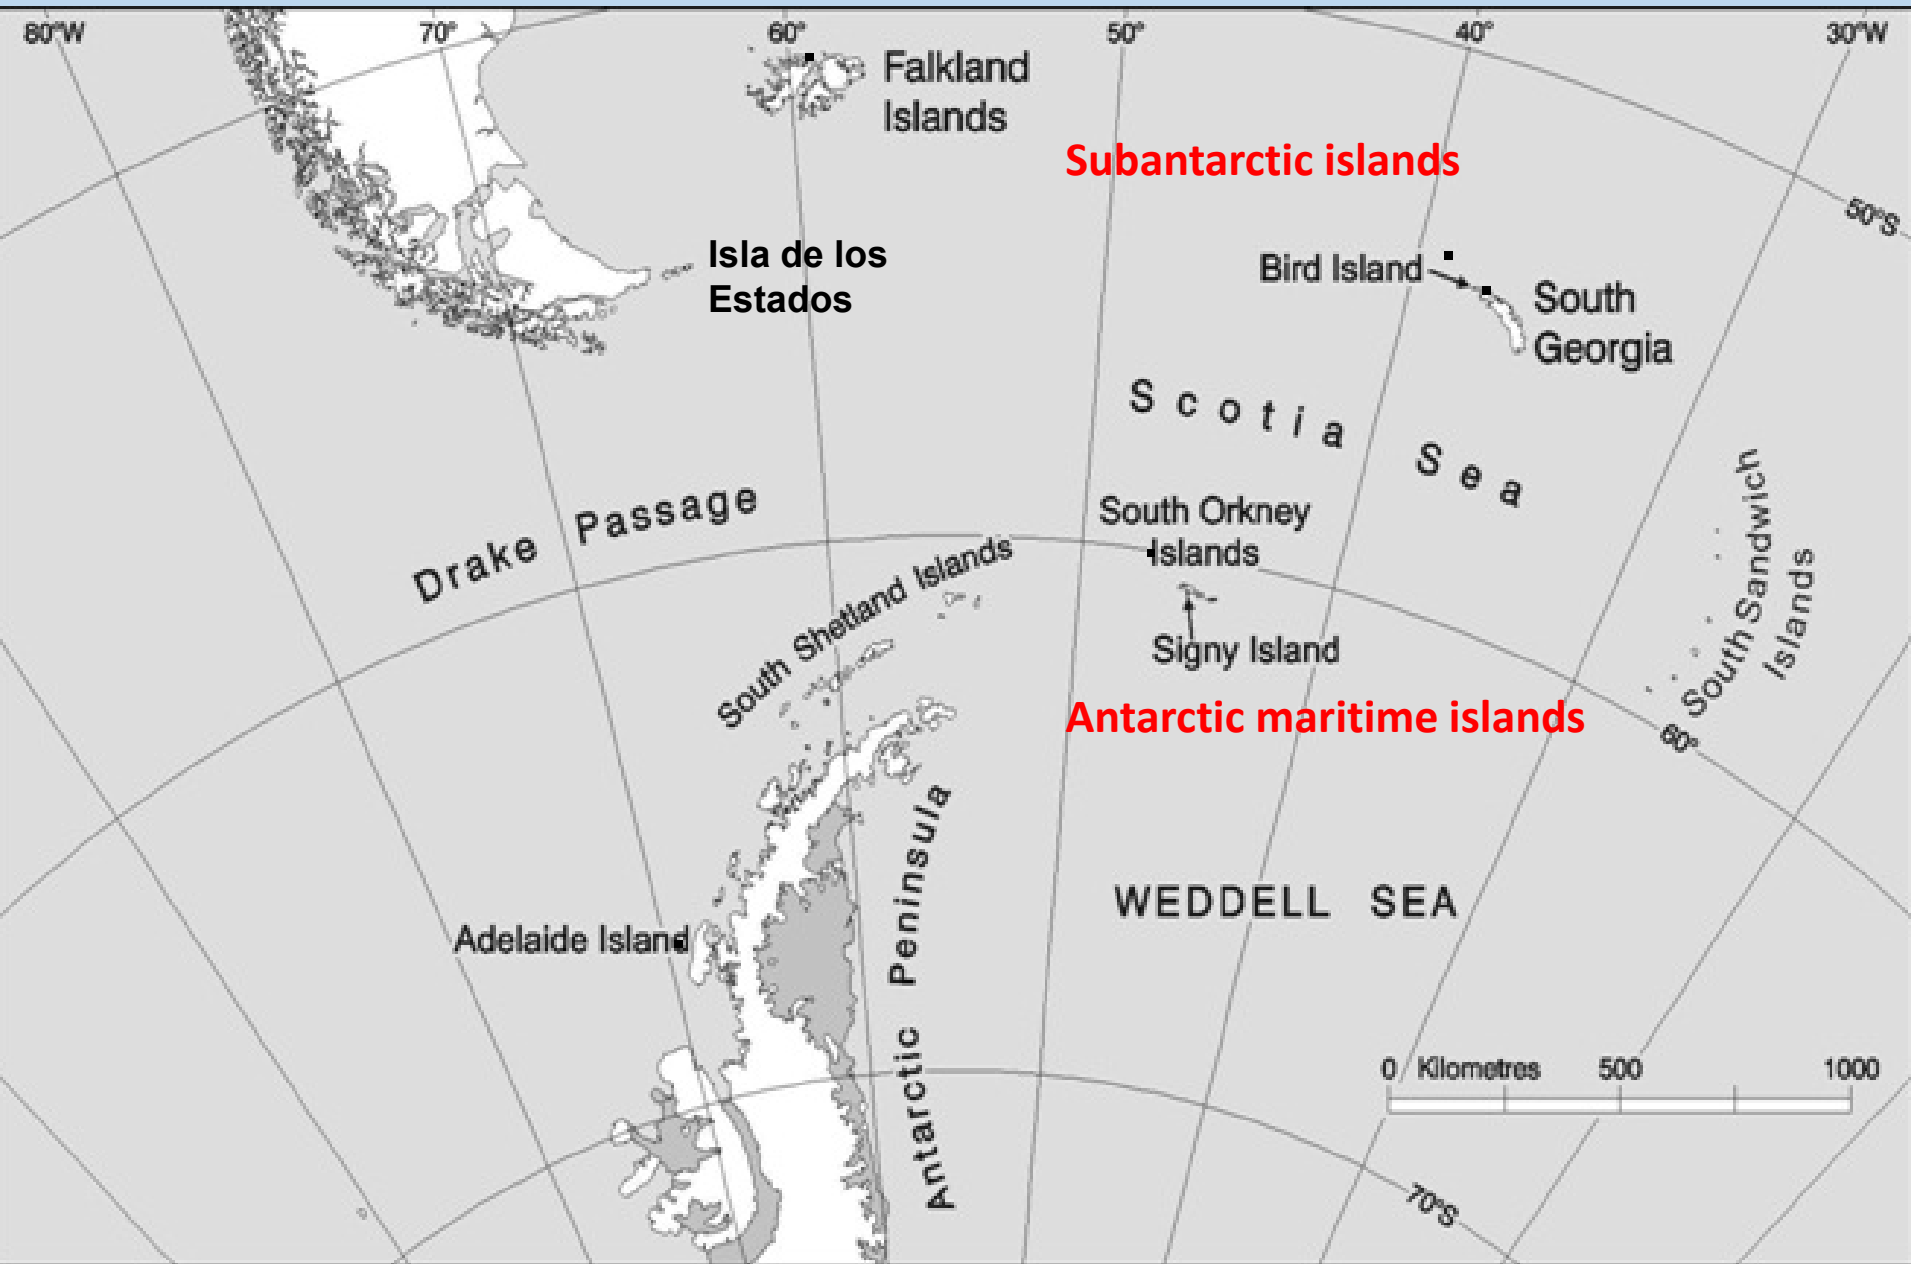 80°W
70°
60°
50°
40°
30°W
Falkland
Islands
Subantarctic islands
50°S
Isla de los
Estados
Bird Island
South
Georgia
Scotia Sea
Drake Passage
South Orkney
Islands
South Shetland Islands
Signy Island
South Sandwich
Islands
Antarctic maritime islands
60°
Antarctic Peninsula
WEDDELL SEA
Adelaide Island
0 Kilometres 500 1000
70°S